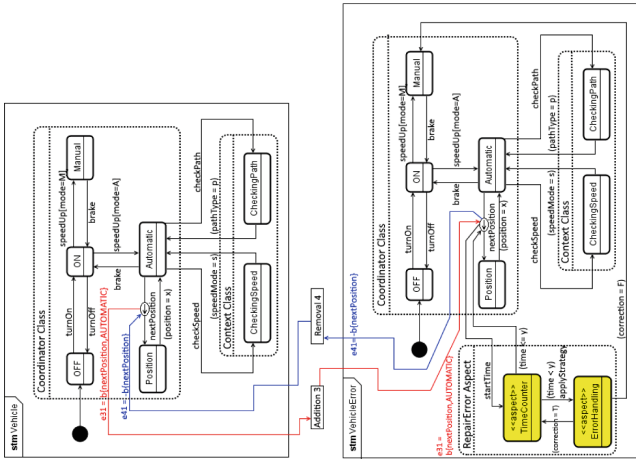 stm Vehicle
Coordinator Class
OFF
turnOn
turnOff
ON
speedUp[mode=M]
brake
Manual
speedUp[mode=A]
brake
Automatic
Position
nextPosition
(position = x)
checkPath
(pathType = p)
checkSpeed
(speedMode = s)
Context Class
CheckingSpeed
CheckingPath
e31 = b{nextPosition,AUTOMATIC}
e41=-b{nextPosition}
Addition 3
Removal 4
stm VehicleError
Coordinator Class
OFF
turnOn
turnOff
ON
speedUp[mode=M]
brake
Manual
speedUp[mode=A]
brake
Automatic
Position
nextPosition
(position = x)
checkPath
(pathType = p)
checkSpeed
(speedMode = s)
Context Class
CheckingSpeed
CheckingPath
e41=-b{nextPosition}
e31 =
b{nextPosition,AUTOMATIC}
RepairError Aspect
startTime
(time <= y)
<<aspect>>
TimeCounter
(time < y)
applyStrategy
(correction = T)
<<aspect>>
ErrorHandling
(correction = F)